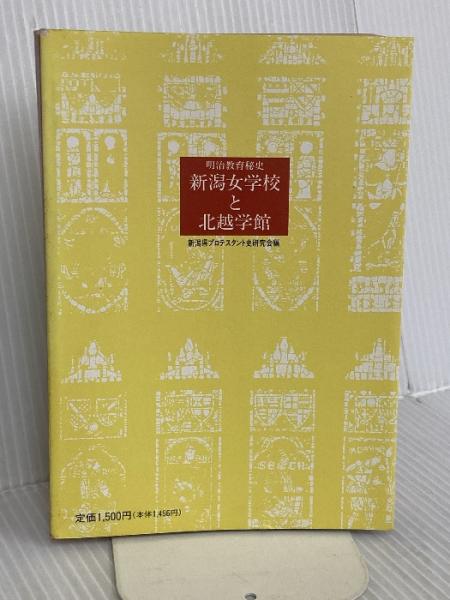 明治教育秘史
新潟女学校
と
北越学館
新潟県プロテスタント史研究会編
定価1,500円(本体1,456円)